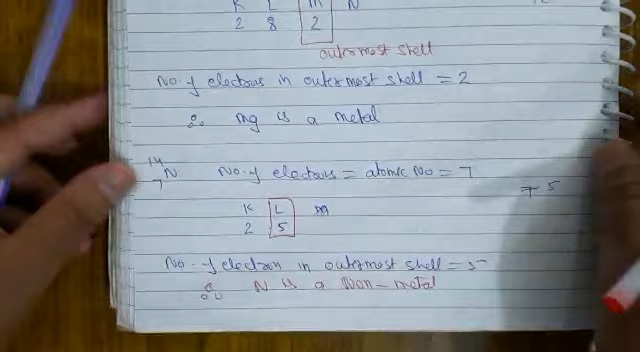 K L M N
2 8 2
outermost shell
No. of electrons in outermost shell = 2
∴ Mg is a metal
14 7 N No. of electrons = atomic No = 7
7 5
K L M
2 5
No. of electron in outermost shell = 5
∴ N is a Non-metal